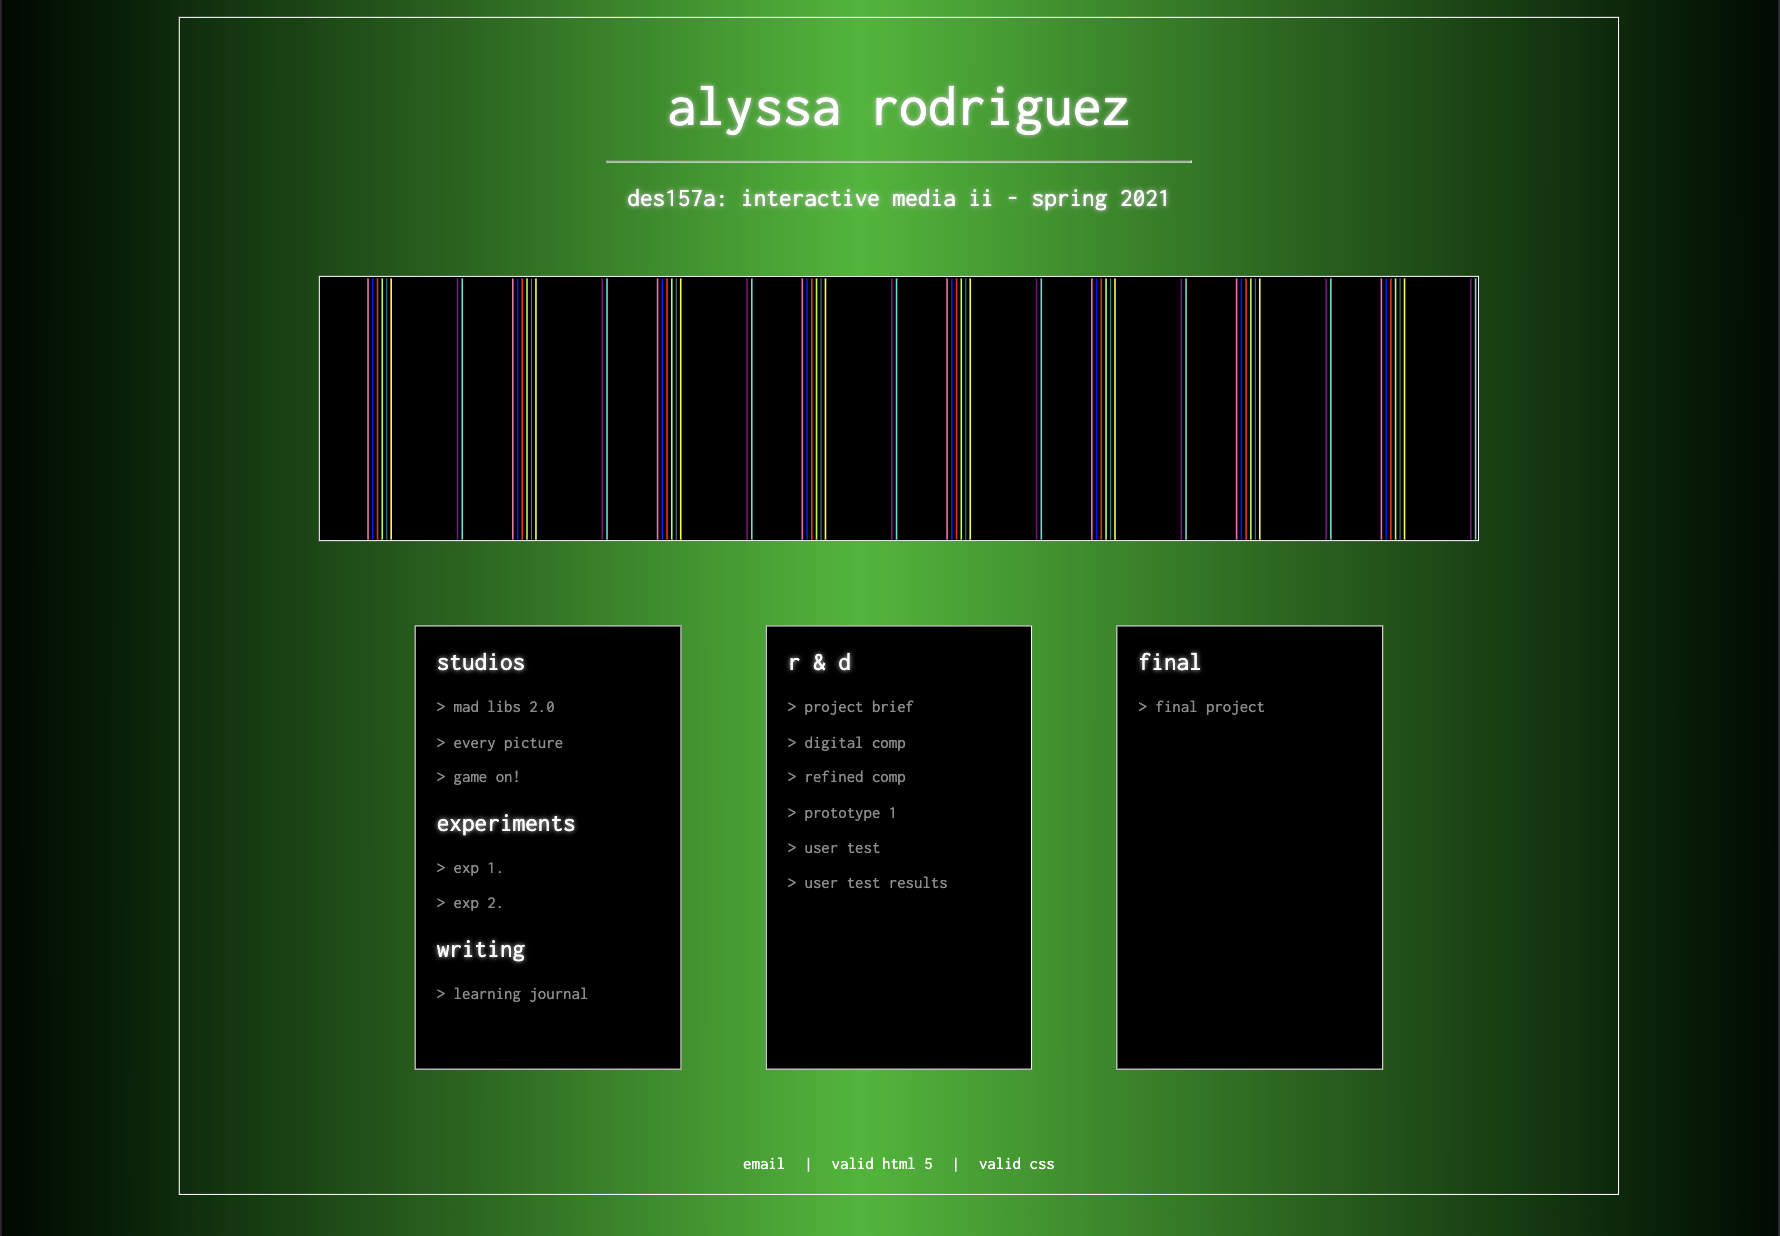 alyssa rodriguez
des157a: interactive media ii - spring 2021
studios
> mad libs 2.0
> every picture
> game on!
experiments
> exp 1.
> exp 2.
writing
> learning journal
r & d
> project brief
> digital comp
> refined comp
> prototype 1
> user test
> user test results
final
> final project
email | valid html 5 | valid css